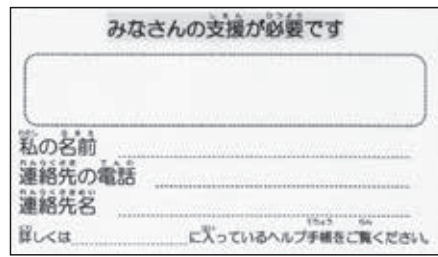 みなさんの支援が必要です
私の名前
連絡先の電話
連絡先名
詳しくは に入っているヘルプ手帳をご覧ください。